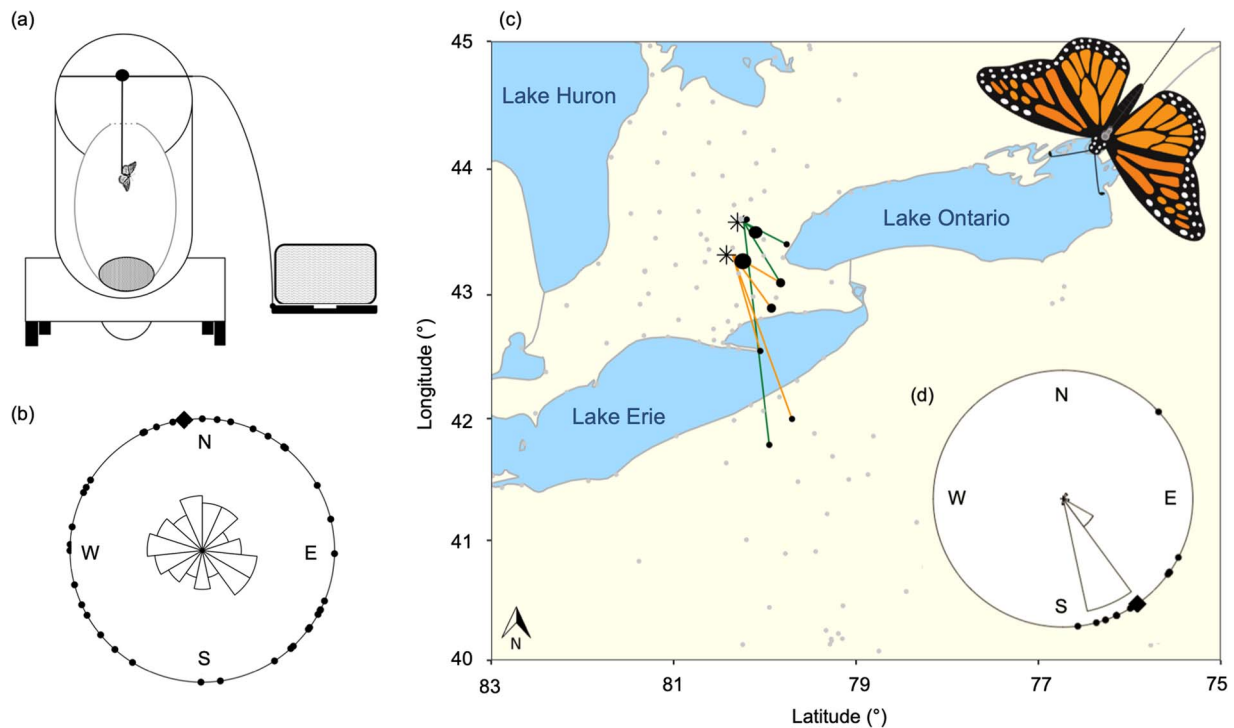 (a)
(b)
N
W
E
S
(c)
Longitude (°)
45
44
43
42
41
40
Lake Huron
Lake Ontario
Lake Erie
N
(d)
N
W
E
S
83
81
79
77
75
Latitude (°)